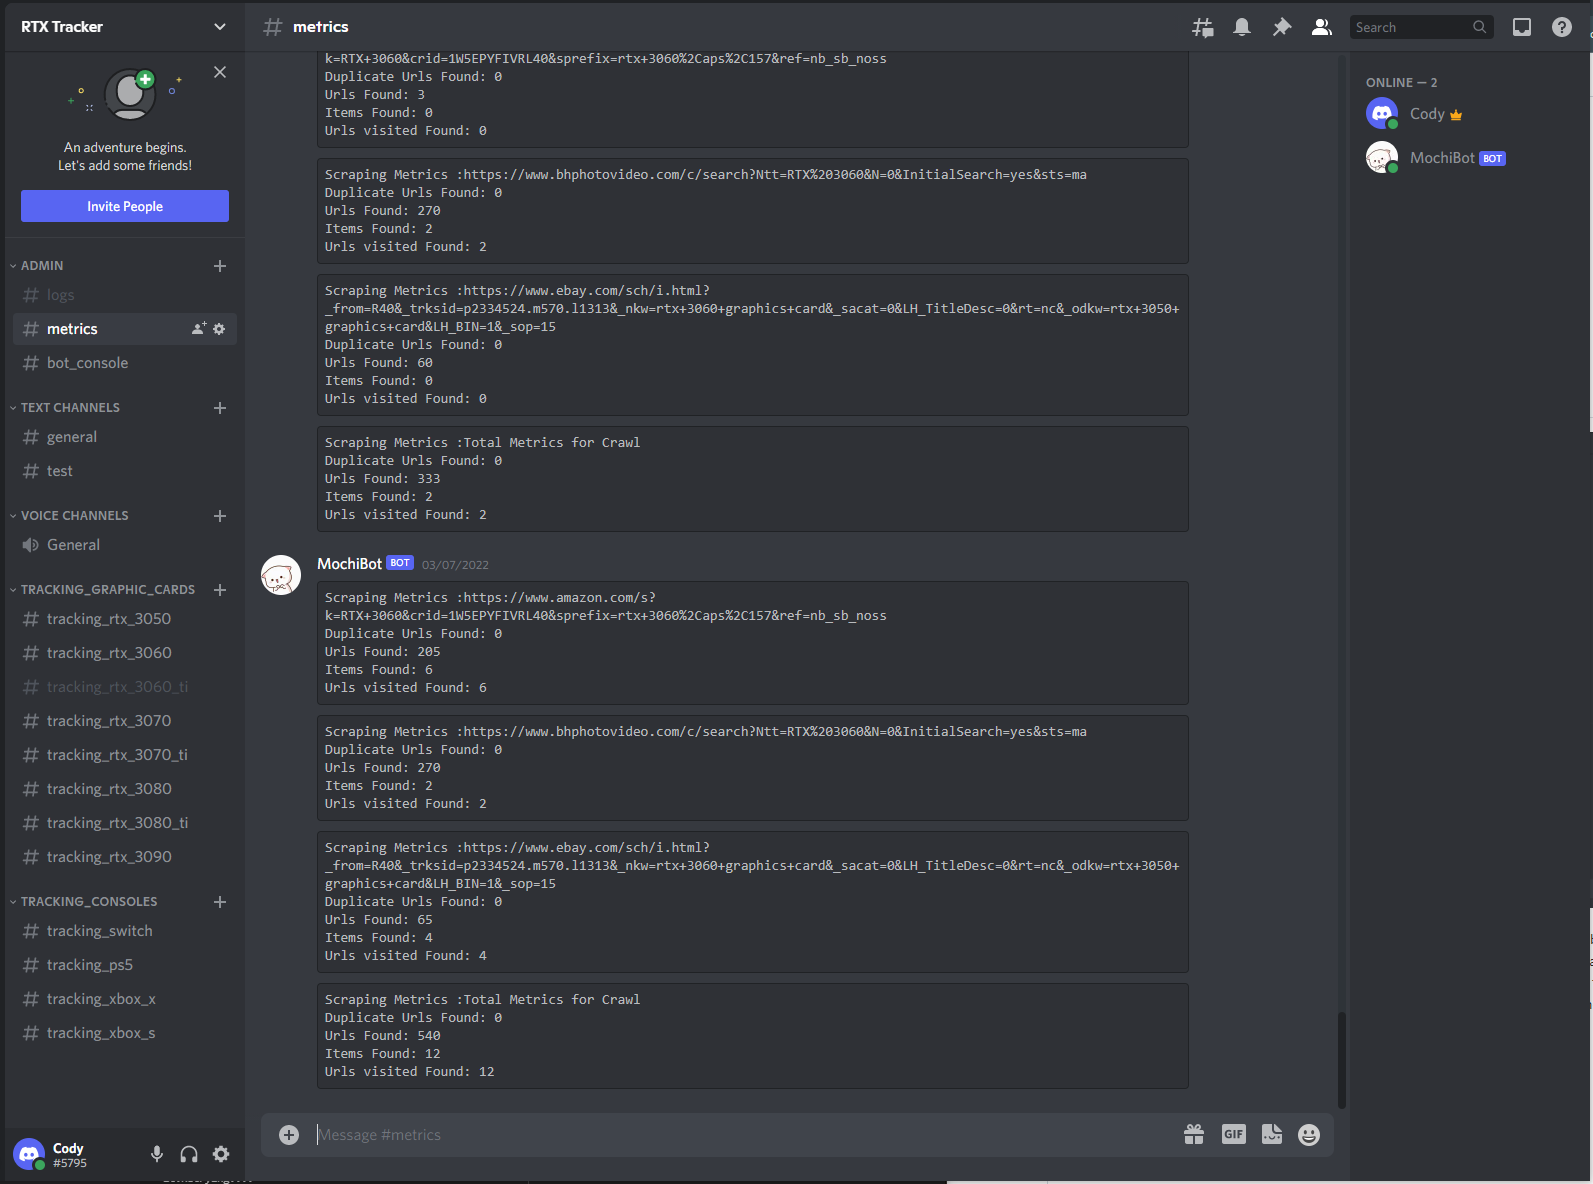 RTX Tracker
An adventure begins.
Let's add some friends!
Invite People
ADMIN
logs
metrics
bot_console
TEXT CHANNELS
general
test
VOICE CHANNELS
General
TRACKING_GRAPHIC_CARDS
tracking_rtx_3050
tracking_rtx_3060
tracking_rtx_3060_ti
tracking_rtx_3070
tracking_rtx_3070_ti
tracking_rtx_3080
tracking_rtx_3080_ti
tracking_rtx_3090
TRACKING_CONSOLES
tracking_switch
tracking_ps5
tracking_xbox_x
tracking_xbox_s
Cody
#5795
metrics
Search
k=RTX+3060&crid=1W5EPYFIVRL40&sprefix=rtx+3060%2Caps%2C157&ref=nb_sb_noss
Duplicate Urls Found: 0
Urls Found: 3
Items Found: 0
Urls visited Found: 0
Scraping Metrics :https://www.bhphotovideo.com/c/search?Ntt=RTX%203060&N=0&InitialSearch=yes&sts=ma
Duplicate Urls Found: 0
Urls Found: 270
Items Found: 2
Urls visited Found: 2
Scraping Metrics :https://www.ebay.com/sch/i.html?
_from=R40&_trksid=p2334524.m570.l1313&_nkw=rtx+3060+graphics+card&_sacat=0&LH_TitleDesc=0&rt=nc&_odkw=rtx+3050+
graphics+card&LH_BIN=1&_sop=15
Duplicate Urls Found: 0
Urls Found: 60
Items Found: 0
Urls visited Found: 0
Scraping Metrics :Total Metrics for Crawl
Duplicate Urls Found: 0
Urls Found: 333
Items Found: 2
Urls visited Found: 2
MochiBot BOT 03/07/2022
Scraping Metrics :https://www.amazon.com/s?
k=RTX+3060&crid=1W5EPYFIVRL40&sprefix=rtx+3060%2Caps%2C157&ref=nb_sb_noss
Duplicate Urls Found: 0
Urls Found: 205
Items Found: 6
Urls visited Found: 6
Scraping Metrics :https://www.bhphotovideo.com/c/search?Ntt=RTX%203060&N=0&InitialSearch=yes&sts=ma
Duplicate Urls Found: 0
Urls Found: 270
Items Found: 2
Urls visited Found: 2
Scraping Metrics :https://www.ebay.com/sch/i.html?
_from=R40&_trksid=p2334524.m570.l1313&_nkw=rtx+3060+graphics+card&_sacat=0&LH_TitleDesc=0&rt=nc&_odkw=rtx+3050+
graphics+card&LH_BIN=1&_sop=15
Duplicate Urls Found: 0
Urls Found: 65
Items Found: 4
Urls visited Found: 4
Scraping Metrics :Total Metrics for Crawl
Duplicate Urls Found: 0
Urls Found: 540
Items Found: 12
Urls visited Found: 12
Message #metrics
GIF
ONLINE — 2
Cody
MochiBot BOT